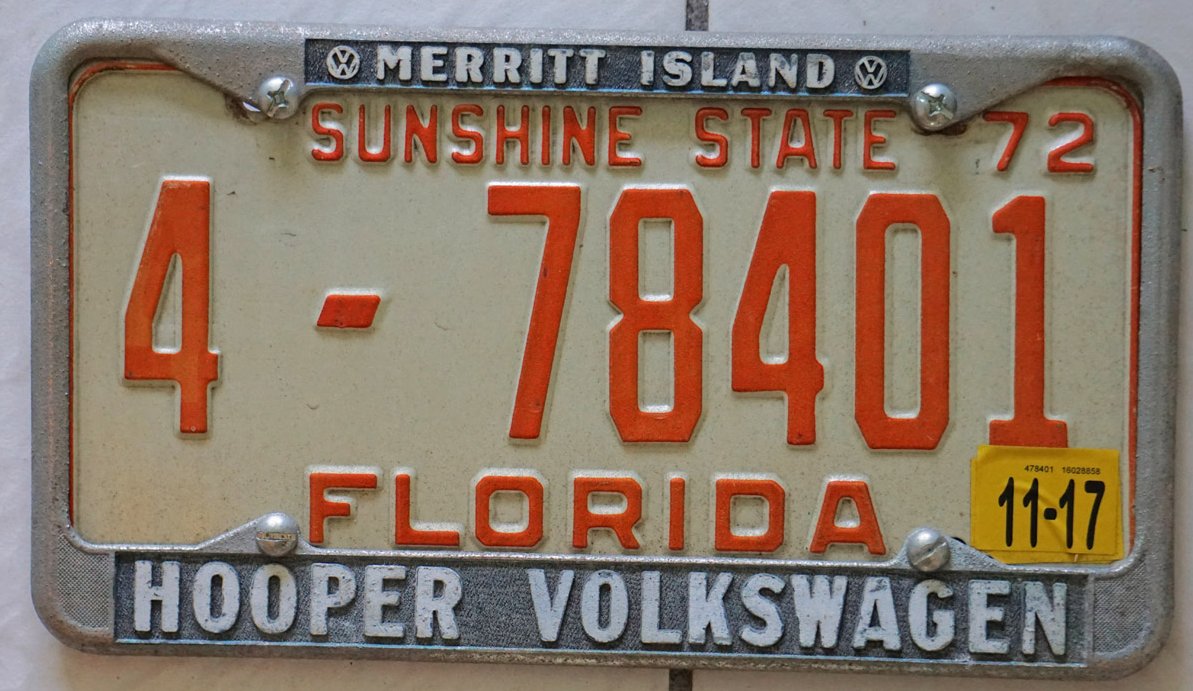 MERRITT ISLAND
SUNSHINE STATE 72
4-78401
FLORIDA
478401 16028858
11-17
HOOPER VOLKSWAGEN